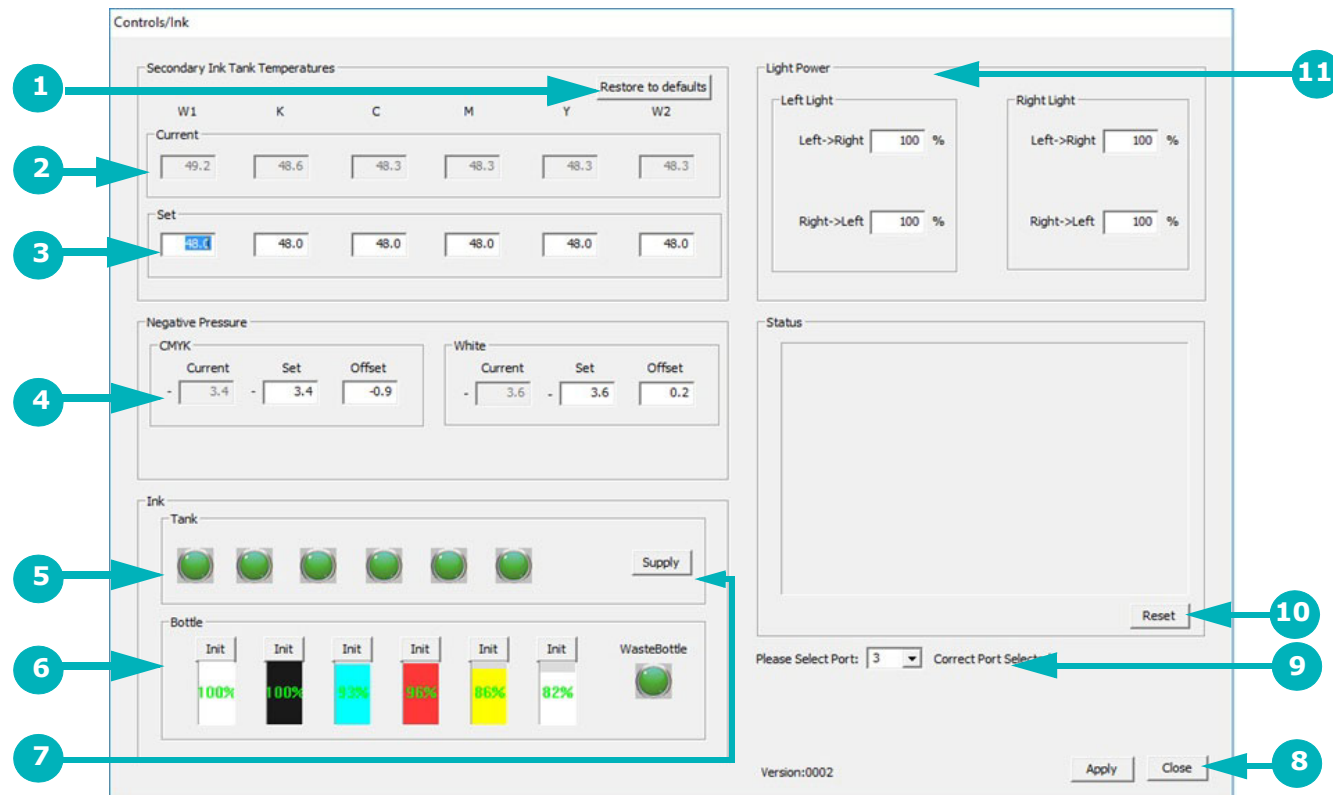 Controls/Ink
1
Secondary Ink Tank Temperatures
Restore to defaults
W1 K C M Y W2
2
Current
49.2 48.6 48.3 48.3 48.3 48.3
3
Set
48.0 48.0 48.0 48.0 48.0 48.0
Negative Pressure
4
CMYK
Current Set Offset
- 3.4 - 3.4 -0.9
White
Current Set Offset
- 3.6 - 3.6 0.2
Ink
5
Tank
Supply
6
Bottle
Init Init Init Init Init Init WasteBottle
100% 100% 93% 96% 86% 82%
7
11
Light Power
Left Light
Left->Right 100 %
Right->Left 100 %
Right Light
Left->Right 100 %
Right->Left 100 %
Status
Reset
10
Please Select Port: 3 Correct Port
9
Version:0002
Apply Close
8